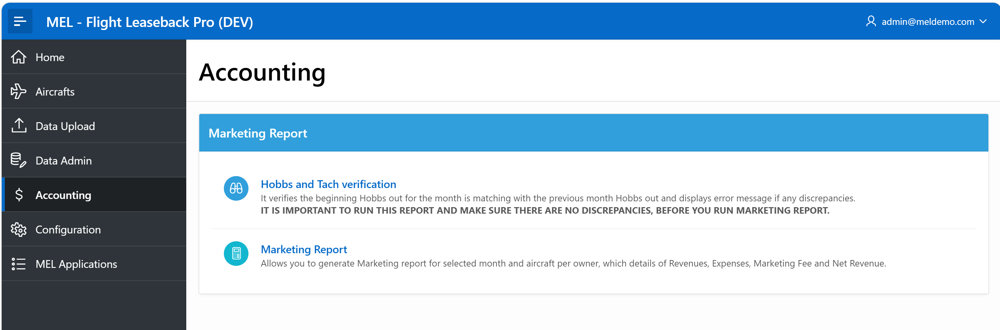 MEL - Flight Leaseback Pro (DEV)
admin@meldemo.com
Home
Aircrafts
Data Upload
Data Admin
Accounting
Configuration
MEL Applications
Accounting
Marketing Report
Hobbs and Tach verification
It verifies the beginning Hobbs out for the month is matching with the previous month Hobbs out and displays error message if any discrepancies.
IT IS IMPORTANT TO RUN THIS REPORT AND MAKE SURE THERE ARE NO DISCREPANCIES, BEFORE YOU RUN MARKETING REPORT.
Marketing Report
Allows you to generate Marketing report for selected month and aircraft per owner, which details of Revenues, Expenses, Marketing Fee and Net Revenue.